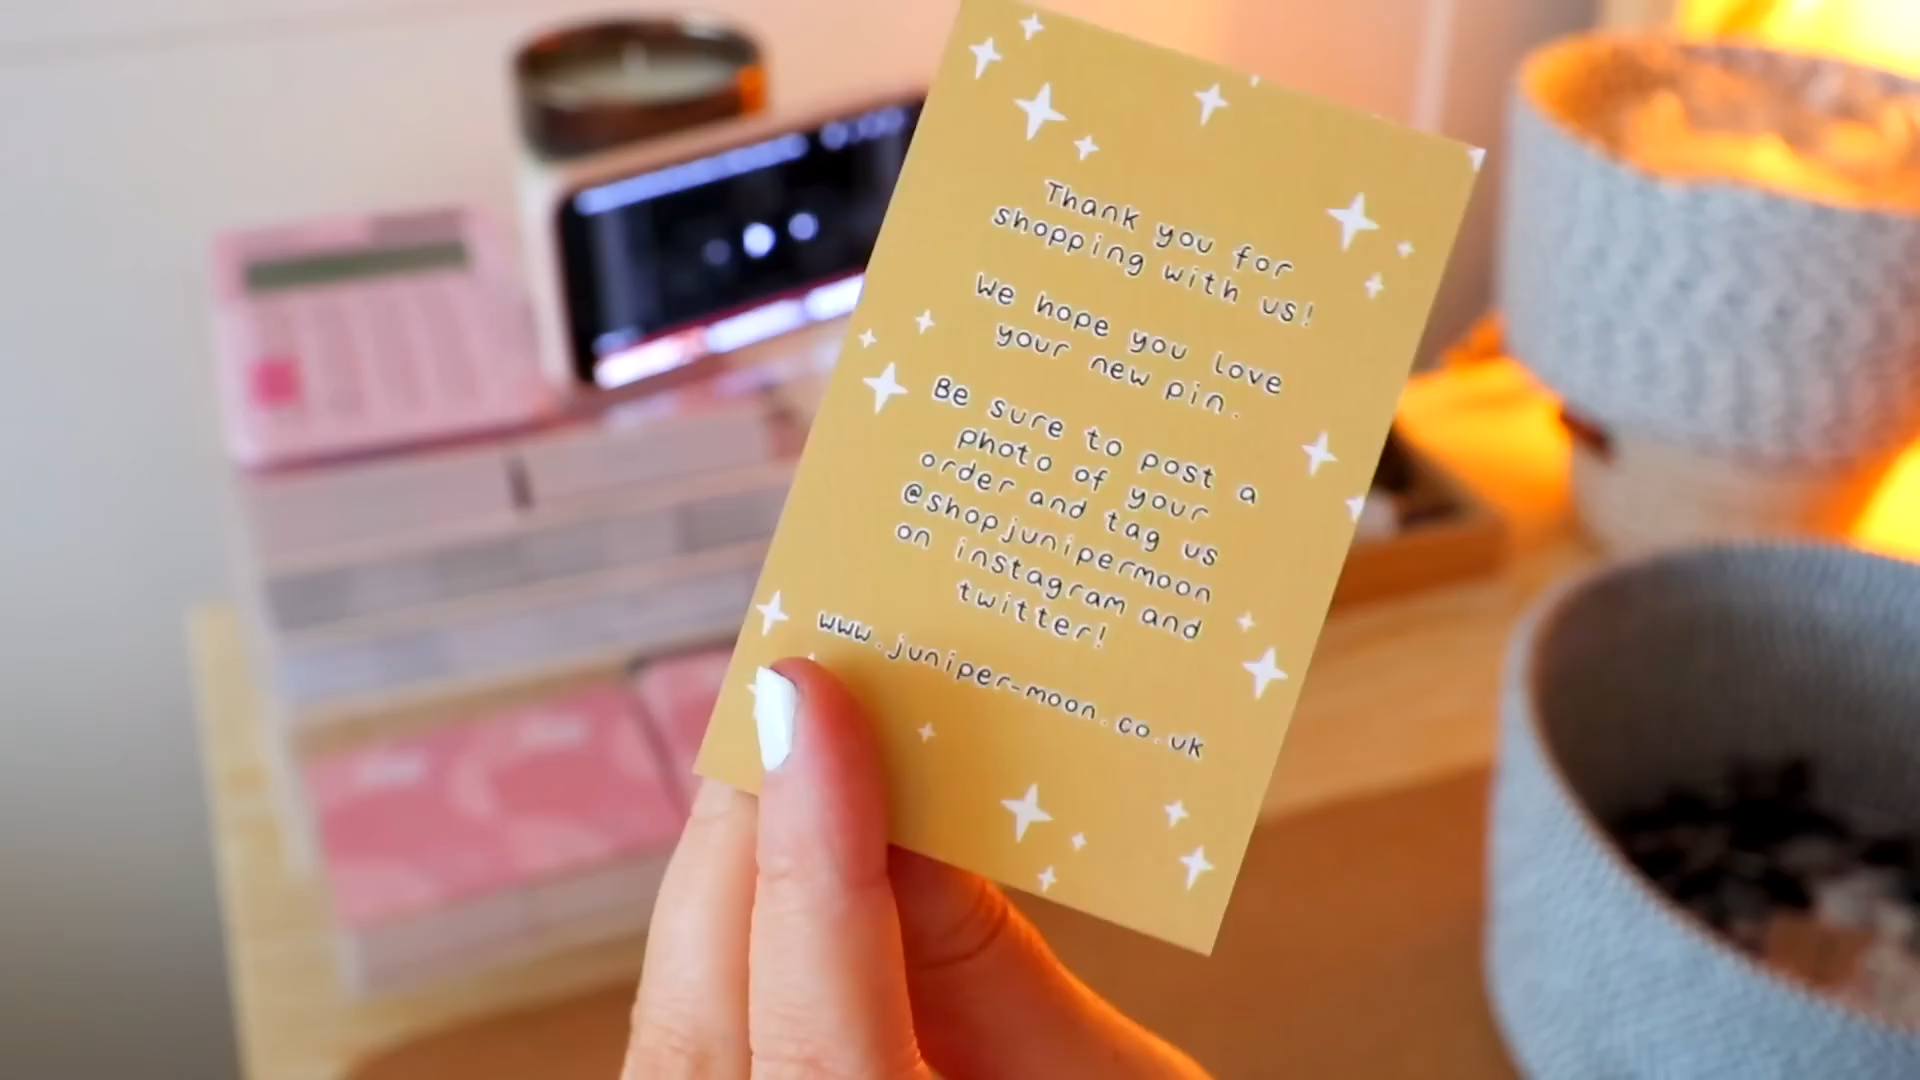 Thank you for
shopping with us!
We hope you love
your new pin.
Be sure to post a
photo of your
order and tag us
@shopjunipermoon
on instagram and
twitter!
www.juniper-moon.co.uk